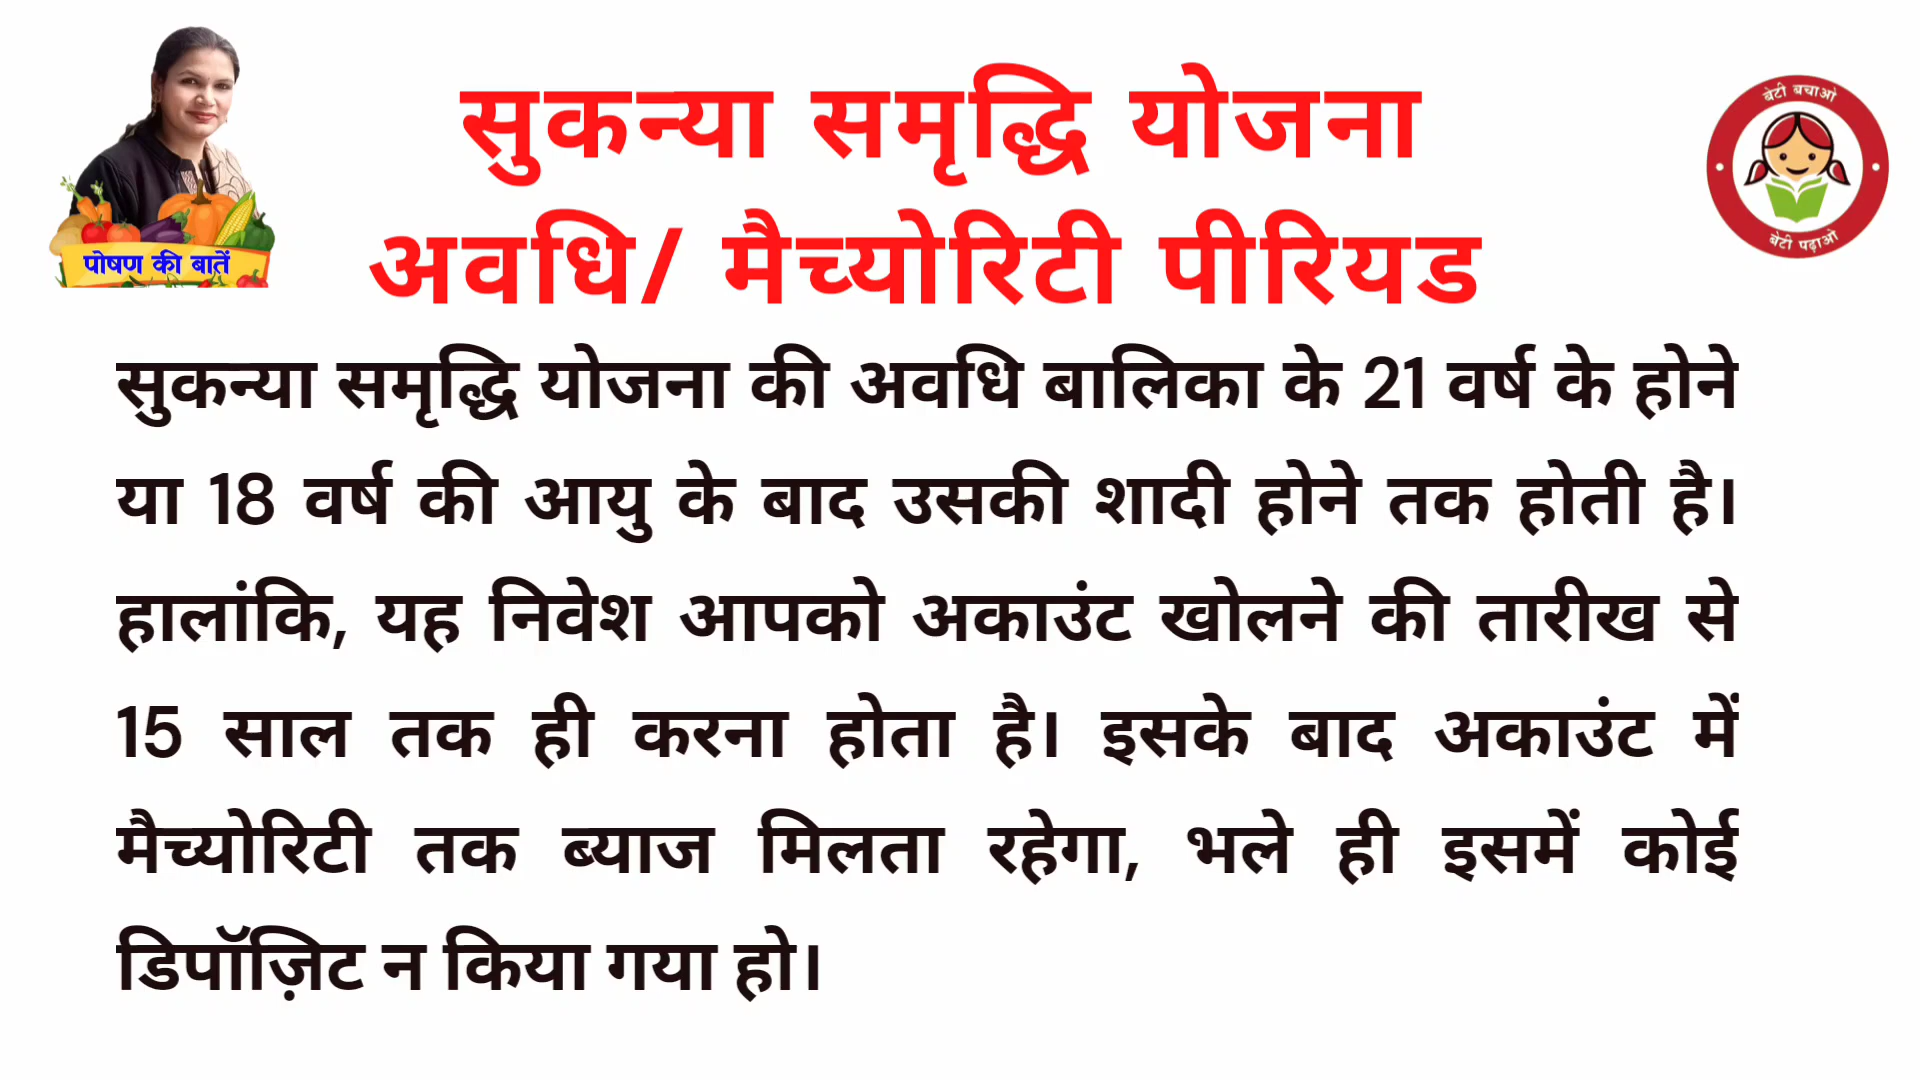 सुकन्या समृद्धि योजना
अवधि/ मैच्योरिटी पीरियड
बेटी बचाओ
बेटी पढ़ाओ
पोषण की बातें
सुकन्या समृद्धि योजना की अवधि बालिका के 21 वर्ष के होने
या 18 वर्ष की आयु के बाद उसकी शादी होने तक होती है।
हालांकि, यह निवेश आपको अकाउंट खोलने की तारीख से
15 साल तक ही करना होता है। इसके बाद अकाउंट में
मैच्योरिटी तक ब्याज मिलता रहेगा, भले ही इसमें कोई
डिपॉज़िट न किया गया हो।